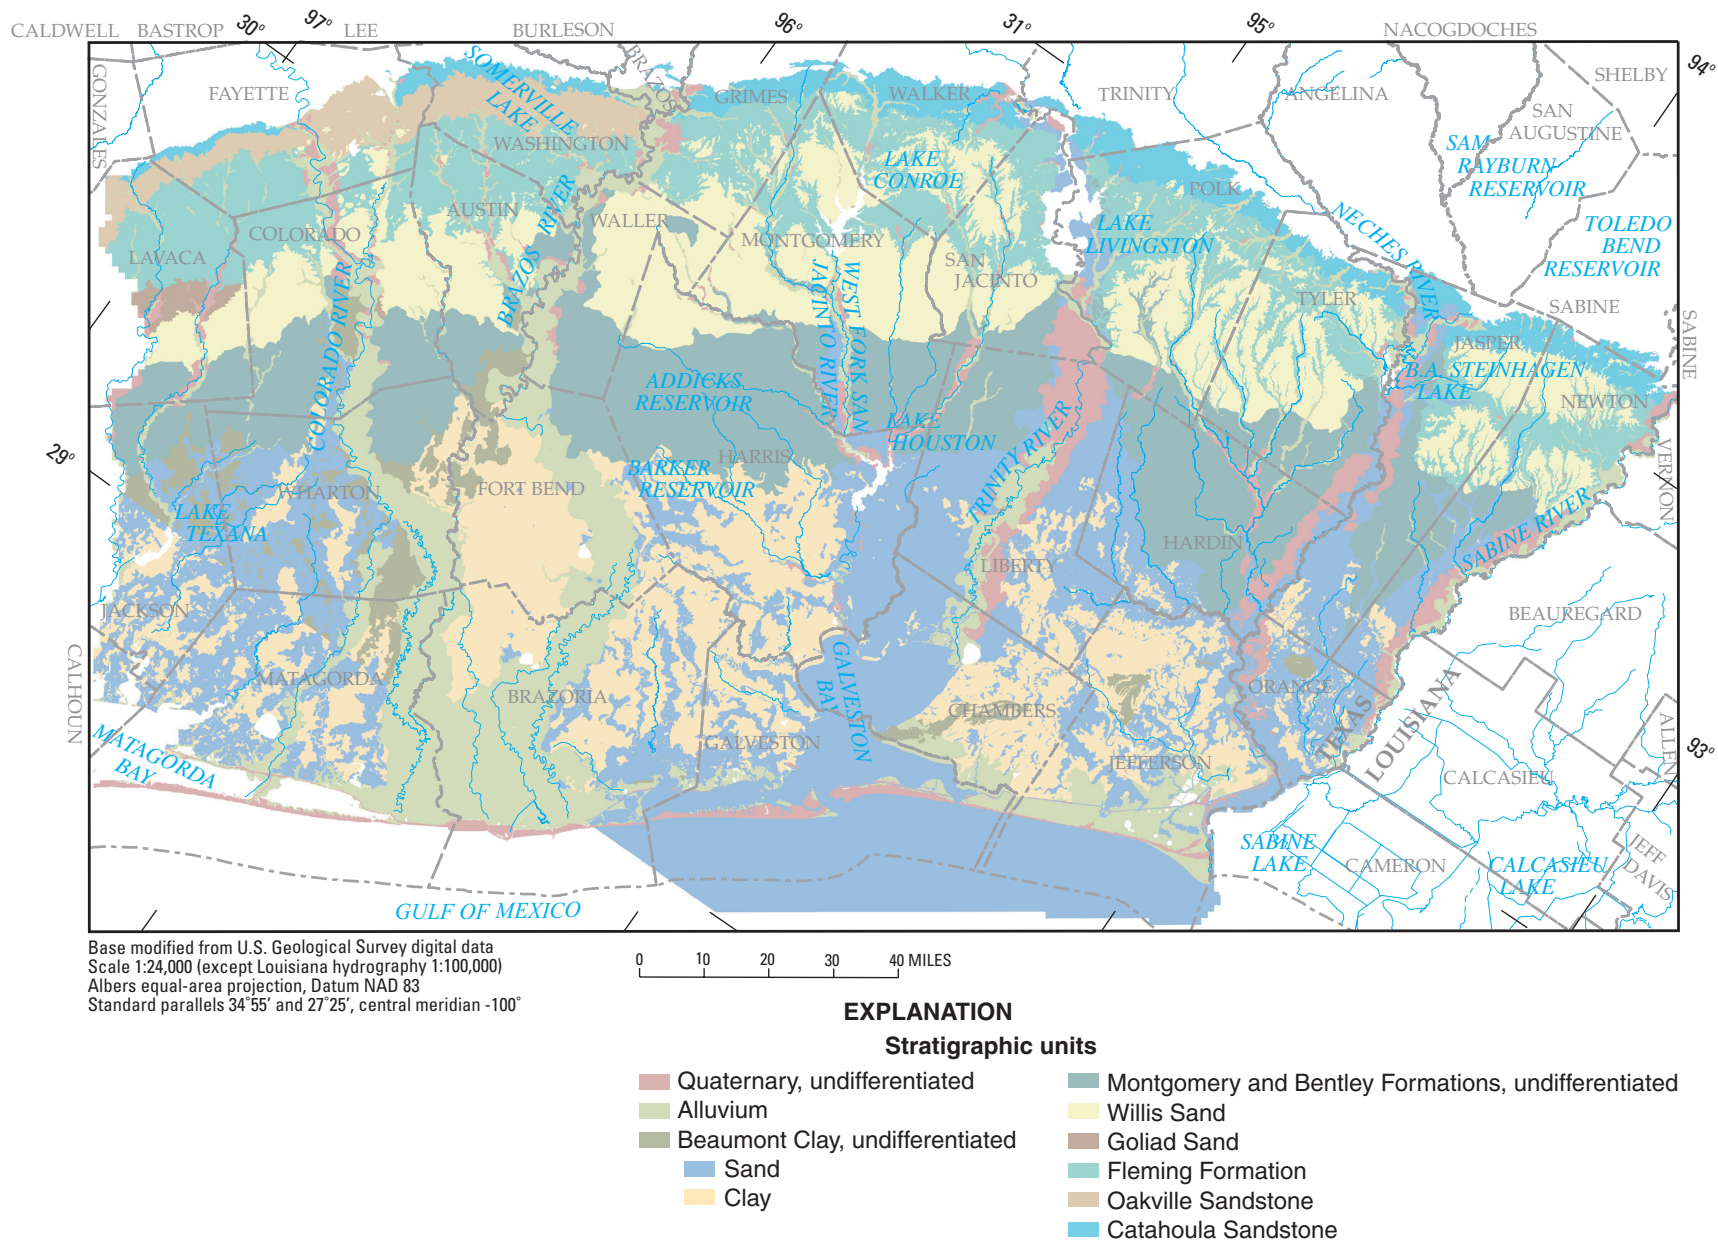 30° 97° 96° 31° 95°
CALDWELL BASTROP LEE BURLESON NACOGDOCHES
94°
GONZALES
FAYETTE
SOMERVILLE
LAKE
BRAZOS
GRIMES
WALKER
TRINITY
ANGELINA
SHELBY
SAN
AUGUSTINE
WASHINGTON
SAM
RAYBURN
RESERVOIR
LAKE
CONROE
POLK
AUSTIN
WALLER
NECHES RIVER
TOLEDO
BEND
RESERVOIR
LAKE
LIVINGSTON
COLORADO
MONTGOMERY
LAVACA
BRAZOS RIVER
SAN
JACINTO
TYLER
SABINE
SABINE
COLORADO RIVER
WEST FORK SAN
JACINTO RIVER
JASPER
B.A. STEINHAGEN
LAKE
NEWTON
ADDICKS
RESERVOIR
LAKE
HOUSTON
TRINITY RIVER
29°
HARRIS
BARKER
RESERVOIR
VERNON
WHARTON
FORT BEND
LAKE
TEXANA
SABINE RIVER
HARDIN
LIBERTY
JACKSON
BEAUREGARD
CALHOUN
MATAGORDA
BRAZORIA
GALVESTON
BAY
ORANGE
CHAMBERS
TEXAS
LOUISIANA
ALLEN
93°
MATAGORDA
BAY
GALVESTON
JEFFERSON
CALCASIEU
SABINE
LAKE
CAMERON
CALCASIEU
LAKE
JEFF
DAVIS
GULF OF MEXICO
Base modified from U.S. Geological Survey digital data
Scale 1:24,000 (except Louisiana hydrography 1:100,000)
Albers equal-area projection, Datum NAD 83
Standard parallels 34°55′ and 27°25′, central meridian -100°
0 10 20 30 40 MILES
EXPLANATION
Stratigraphic units
Quaternary, undifferentiated
Alluvium
Beaumont Clay, undifferentiated
Sand
Clay
Montgomery and Bentley Formations, undifferentiated
Willis Sand
Goliad Sand
Fleming Formation
Oakville Sandstone
Catahoula Sandstone